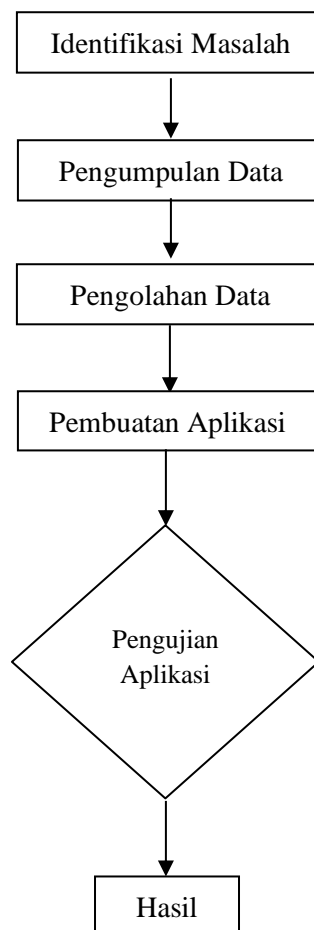 Identifikasi Masalah
Pengumpulan Data
Pengolahan Data
Pembuatan Aplikasi
Pengujian
Aplikasi
Hasil